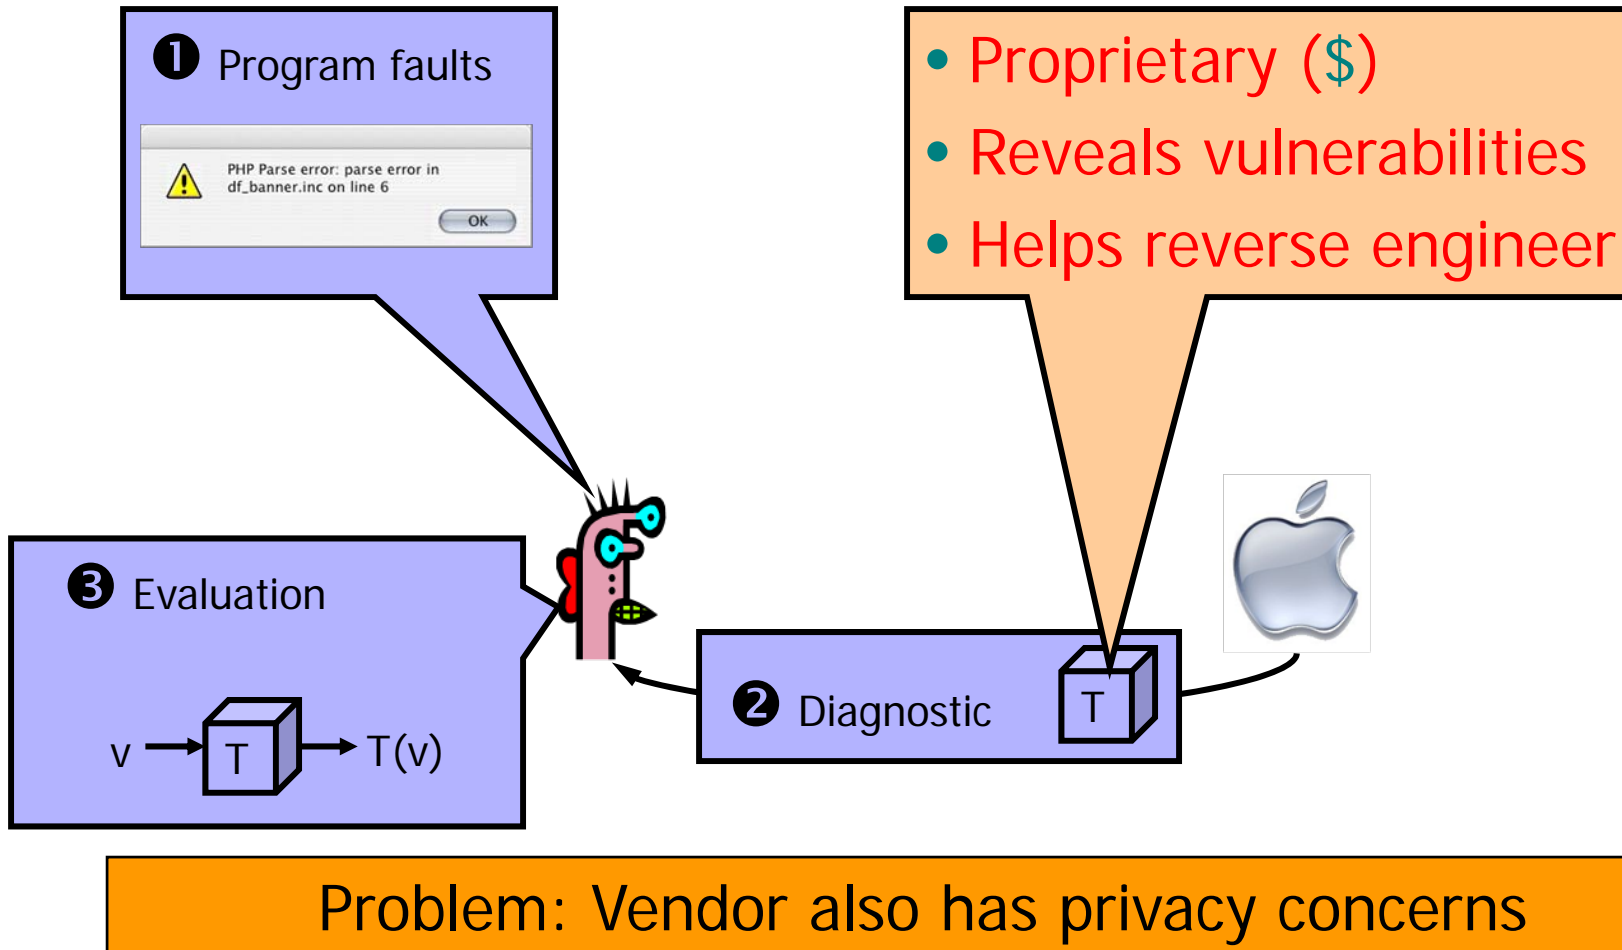 ❶ Program faults
PHP Parse error: parse error in
df_banner.inc on line 6
OK
• Proprietary ($)
• Reveals vulnerabilities
• Helps reverse engineer
❸ Evaluation
v T T(v)
❷ Diagnostic T
Problem: Vendor also has privacy concerns